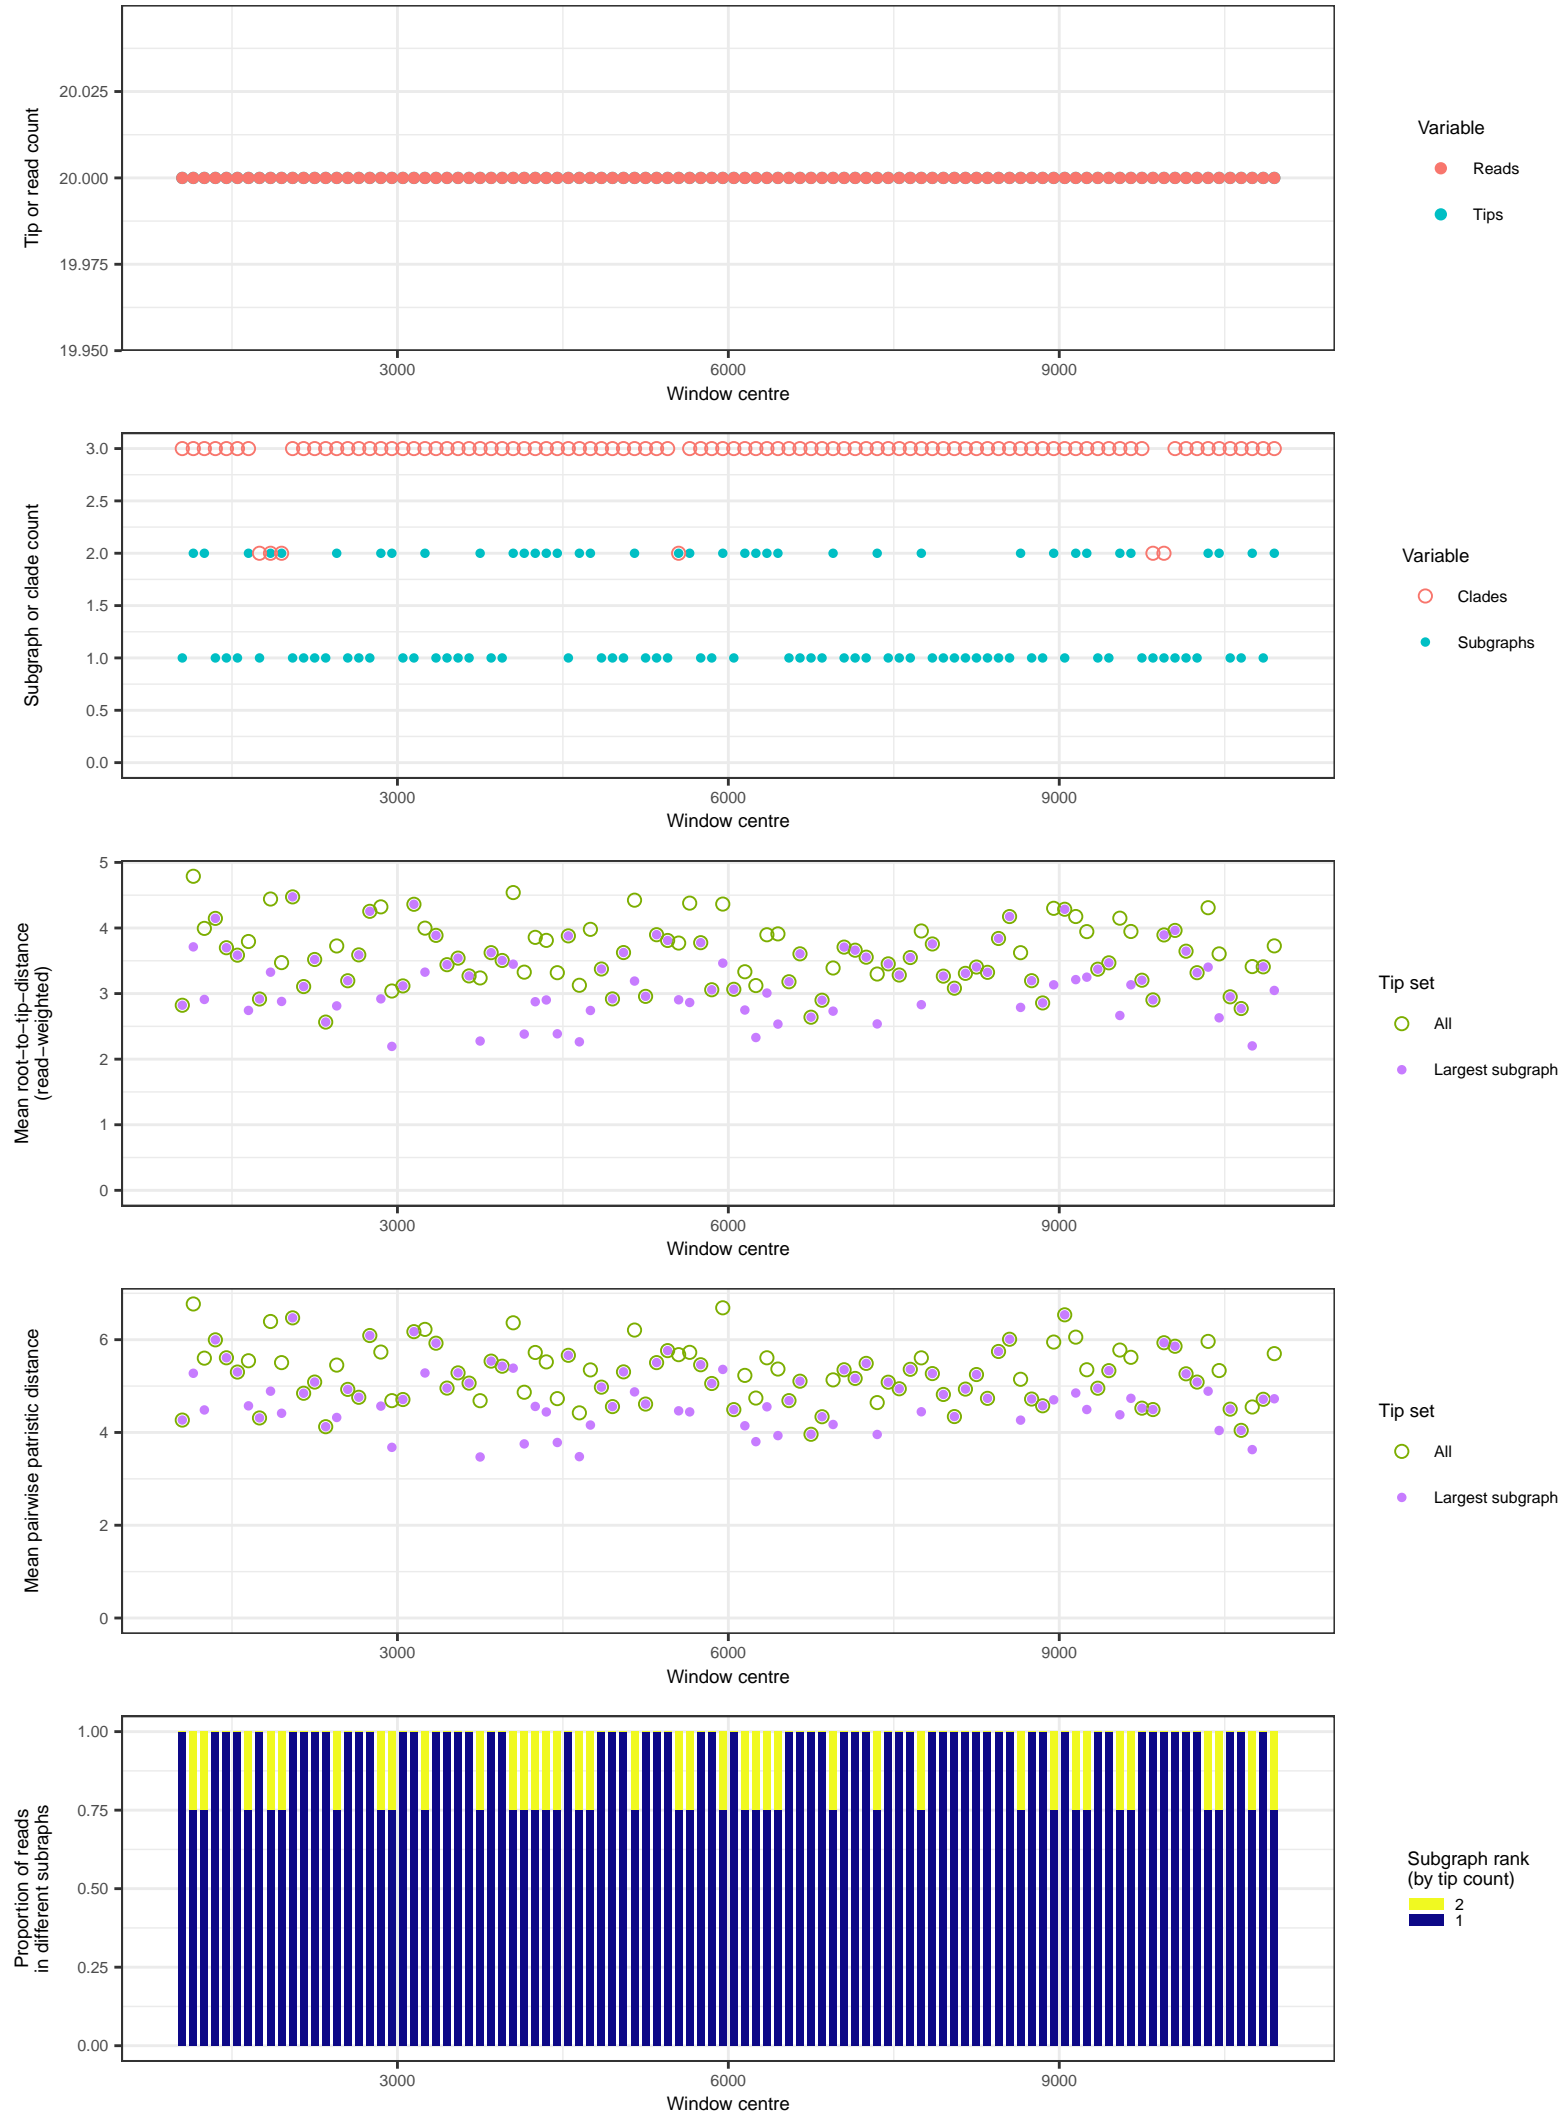 20.025
20.000
19.975
19.950
Tip or read count
3000
6000
9000
Window centre
Variable
Reads
Tips
3.0
2.5
2.0
1.5
1.0
0.5
0.0
Subgraph or clade count
3000
6000
9000
Window centre
Variable
Clades
Subgraphs
5
4
3
2
1
0
Mean root−to−tip−distance
(read−weighted)
3000
6000
9000
Window centre
Tip set
All
Largest subgraph
6
4
2
0
Mean pairwise patristic distance
3000
6000
9000
Window centre
Tip set
All
Largest subgraph
1.00
0.75
0.50
0.25
0.00
Proportion of reads
in different subraphs
3000
6000
9000
Window centre
Subgraph rank
(by tip count)
2
1